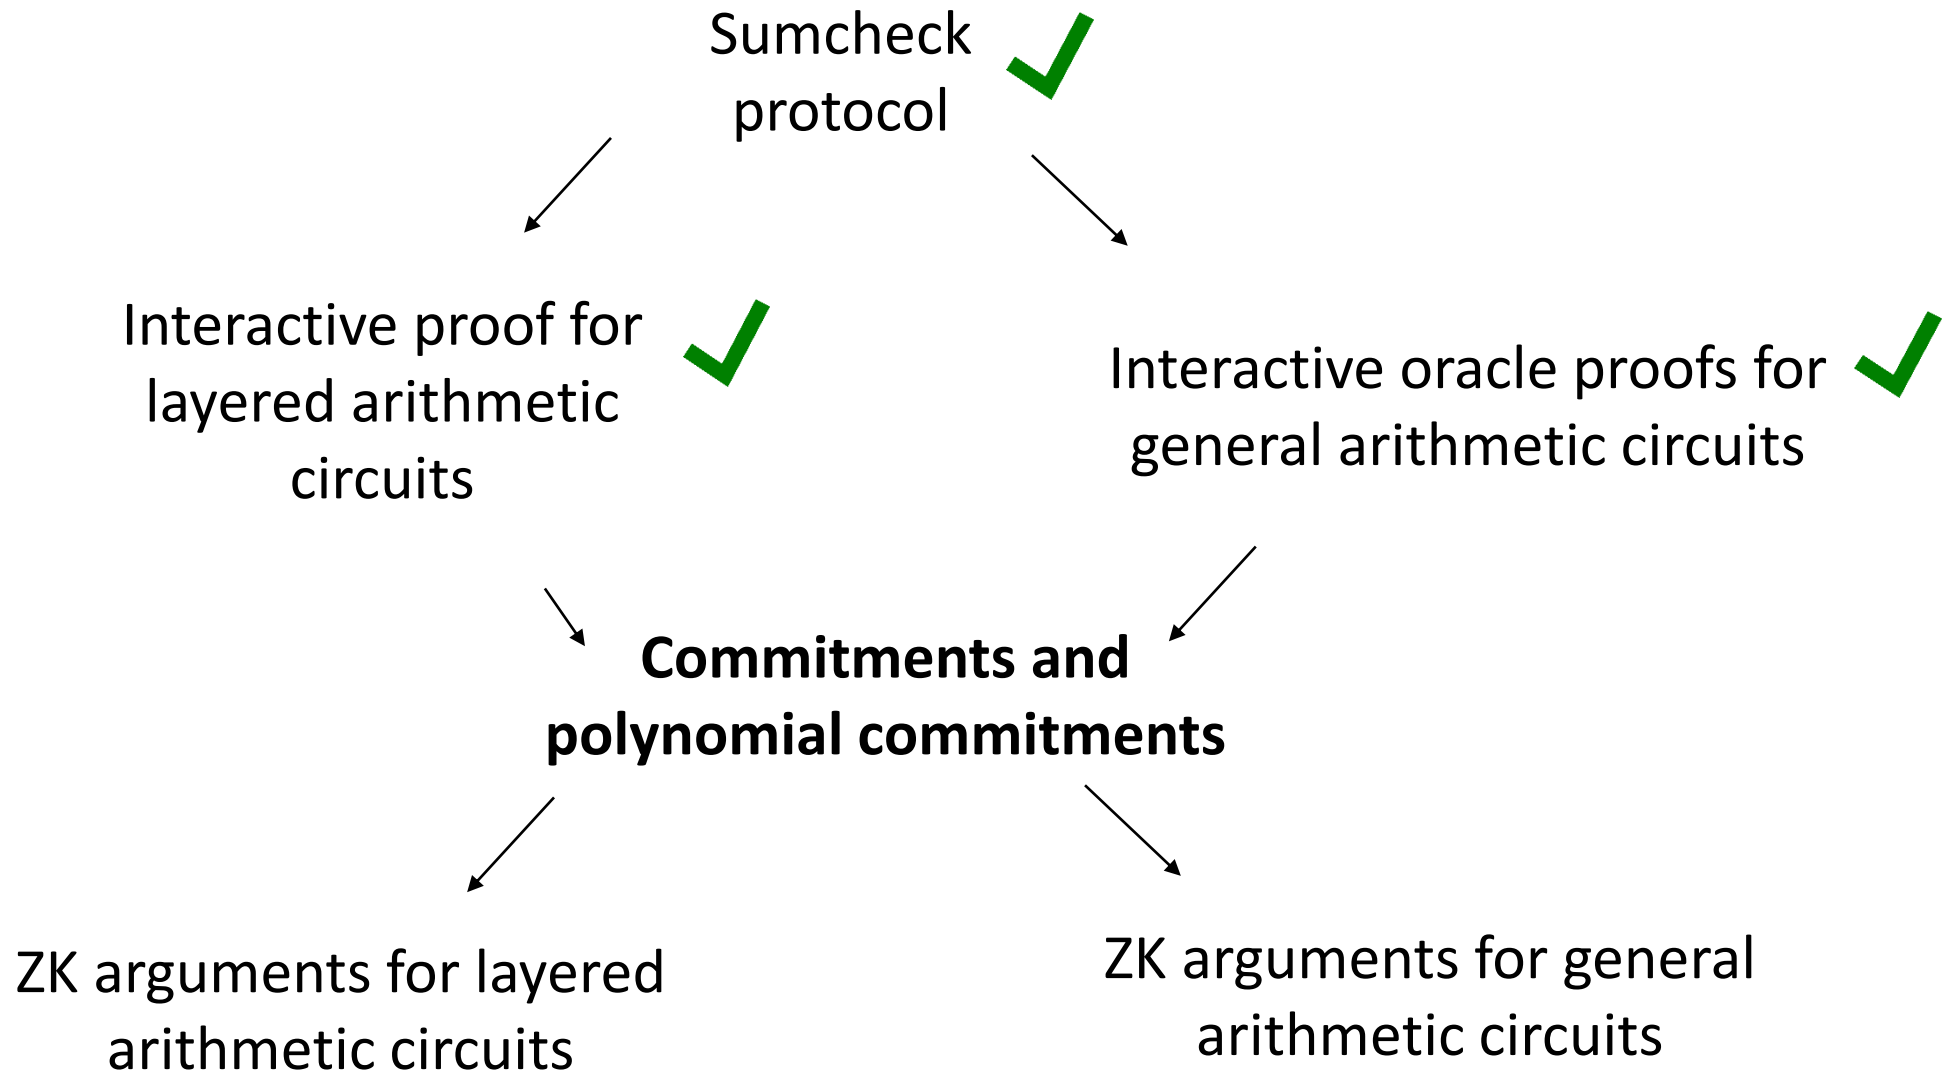 Sumcheck
protocol
Interactive proof for
layered arithmetic
circuits
Interactive oracle proofs for
general arithmetic circuits
Commitments and
polynomial commitments
ZK arguments for layered
arithmetic circuits
ZK arguments for general
arithmetic circuits